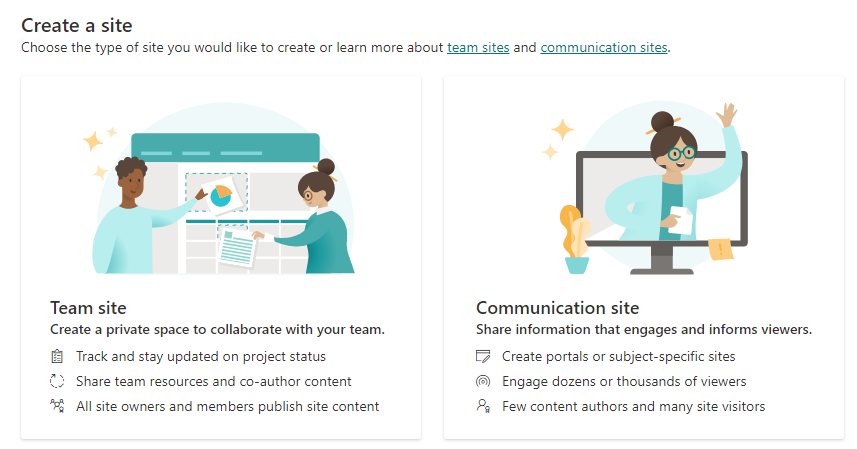 Create a site
Choose the type of site you would like to create or learn more about team sites and communication sites.
Team site
Create a private space to collaborate with your team.
Track and stay updated on project status
Share team resources and co-author content
All site owners and members publish site content
Communication site
Share information that engages and informs viewers.
Create portals or subject-specific sites
Engage dozens or thousands of viewers
Few content authors and many site visitors